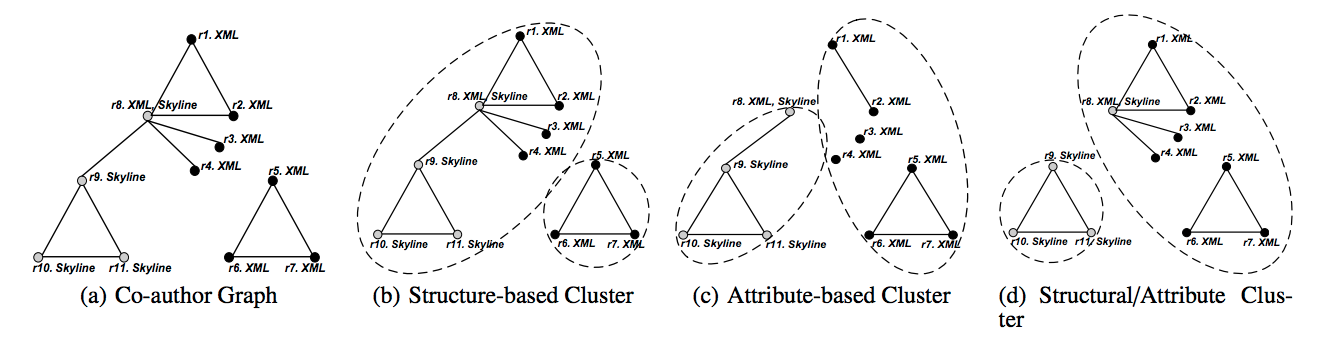 r1. XML
r8. XML, Skyline
r2. XML
r3. XML
r4. XML
r9. Skyline
r5. XML
r10. Skyline
r11. Skyline
r6. XML
r7. XML
(a) Co-author Graph
r1. XML
r8. XML, Skyline
r2. XML
r3. XML
r4. XML
r9. Skyline
r5. XML
r10. Skyline
r11. Skyline
r6. XML
r7. XML
(b) Structure-based Cluster
r1. XML
r8. XML, Skyline
r2. XML
r3. XML
r4. XML
r9. Skyline
r5. XML
r10. Skyline
r11. Skyline
r6. XML
r7. XML
(c) Attribute-based Cluster
r1. XML
r8. XML, Skyline
r2. XML
r3. XML
r4. XML
r9. Skyline
r5. XML
r10. Skyline
r11. Skyline
r6. XML
r7. XML
(d) Structural/Attribute Clus-
ter